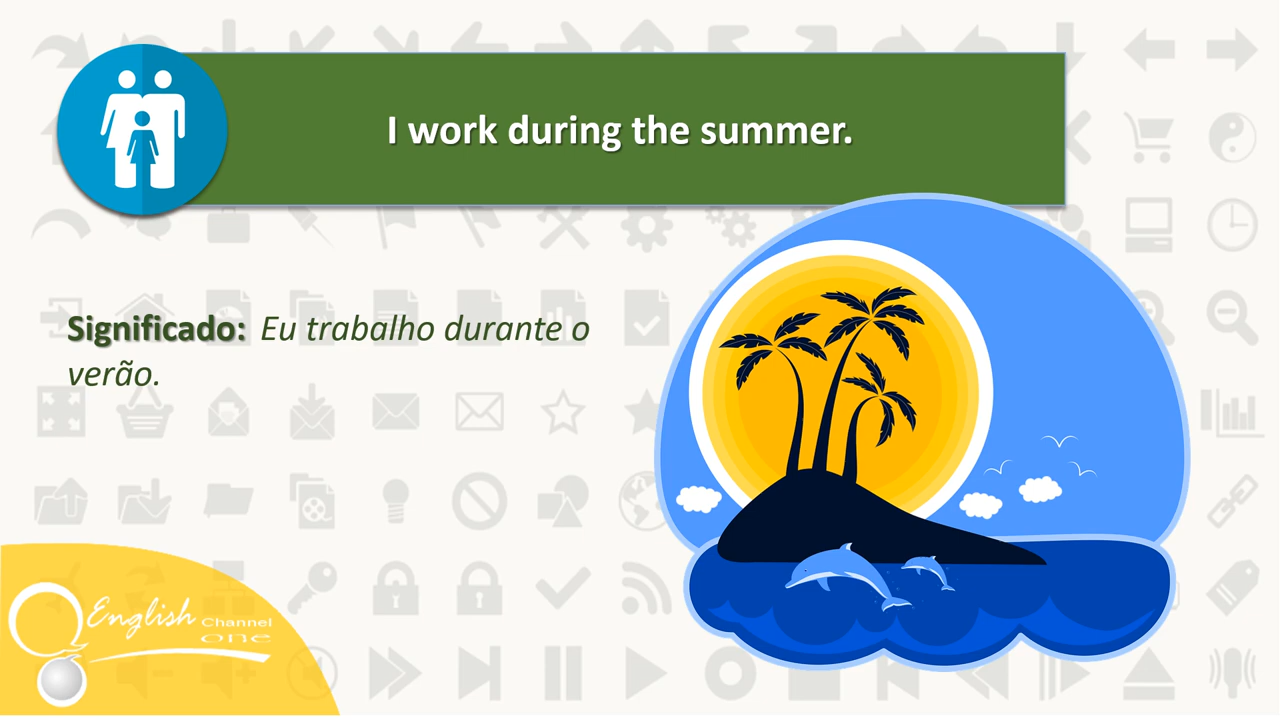 I work during the summer.
Significado: Eu trabalho durante o
verão.
English Channel
one